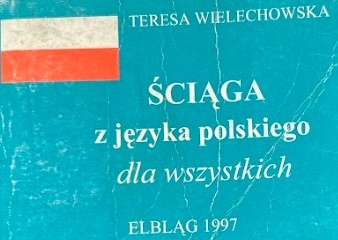 TERESA WIELECHOWSKA
ŚCIĄGA
z języka polskiego
dla wszystkich
ELBLĄG 1997